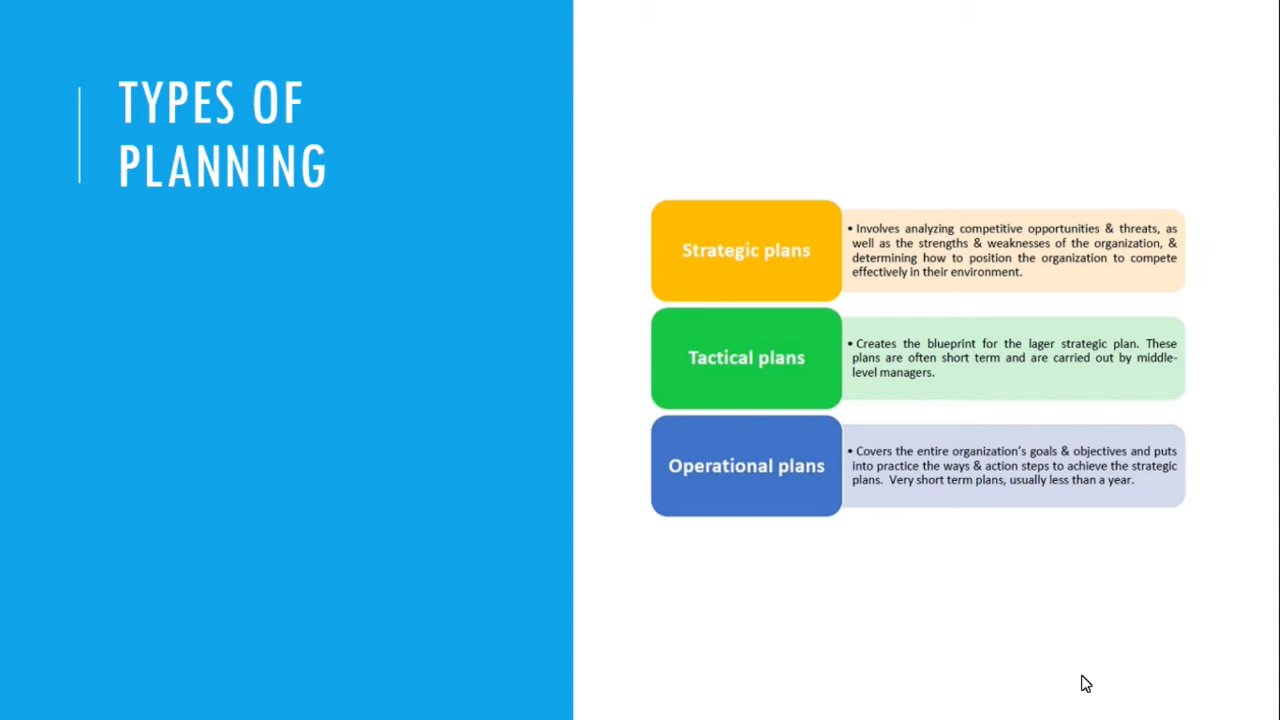 TYPES OF
PLANNING
Strategic plans
• Involves analyzing competitive opportunities & threats, as
well as the strengths & weaknesses of the organization, &
determining how to position the organization to compete
effectively in their environment.
Tactical plans
• Creates the blueprint for the lager strategic plan. These
plans are often short term and are carried out by middle-
level managers.
Operational plans
• Covers the entire organization's goals & objectives and puts
into practice the ways & action steps to achieve the strategic
plans. Very short term plans, usually less than a year.